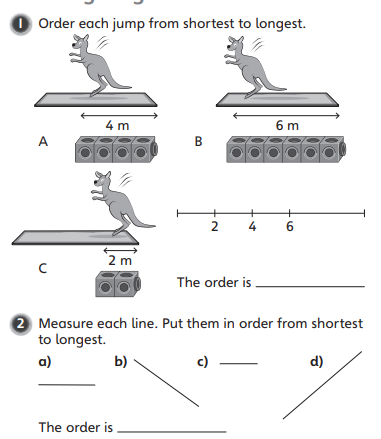 1 Order each jump from shortest to longest.
4 m
6 m
A
B
2 m
2 4 6
C
The order is
2 Measure each line. Put them in order from shortest
to longest.
a) b) c) d)
The order is